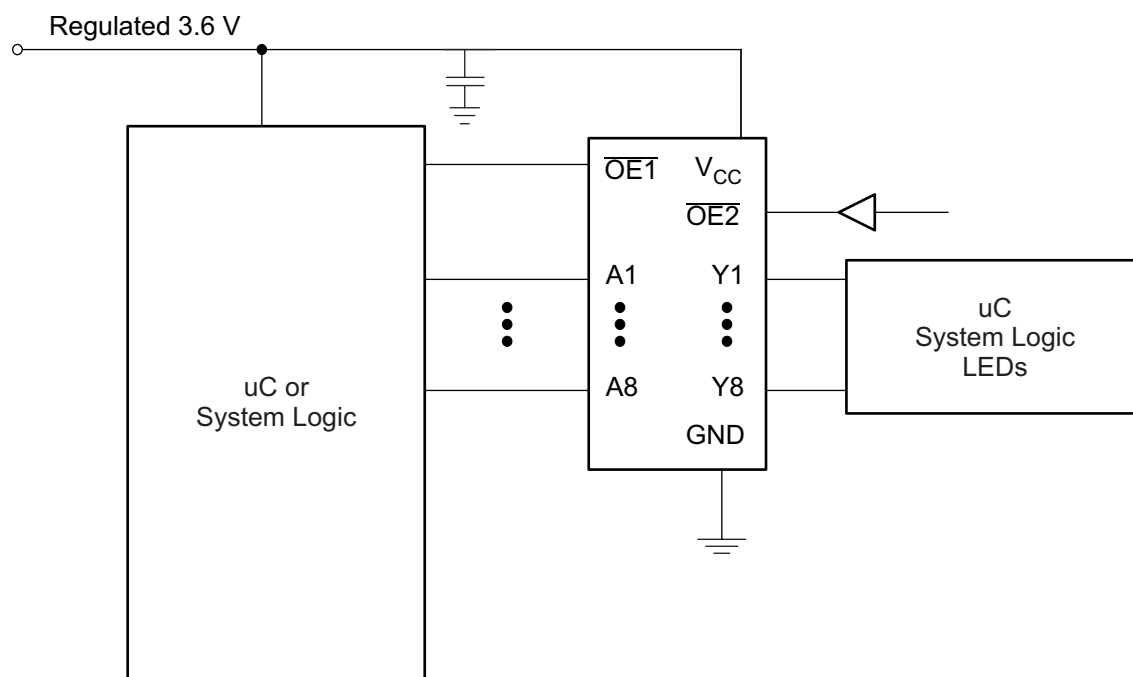 Regulated 3.6 V
OE1
VCC
OE2
A1
Y1
A8
Y8
GND
uC or
System Logic
uC
System Logic
LEDs